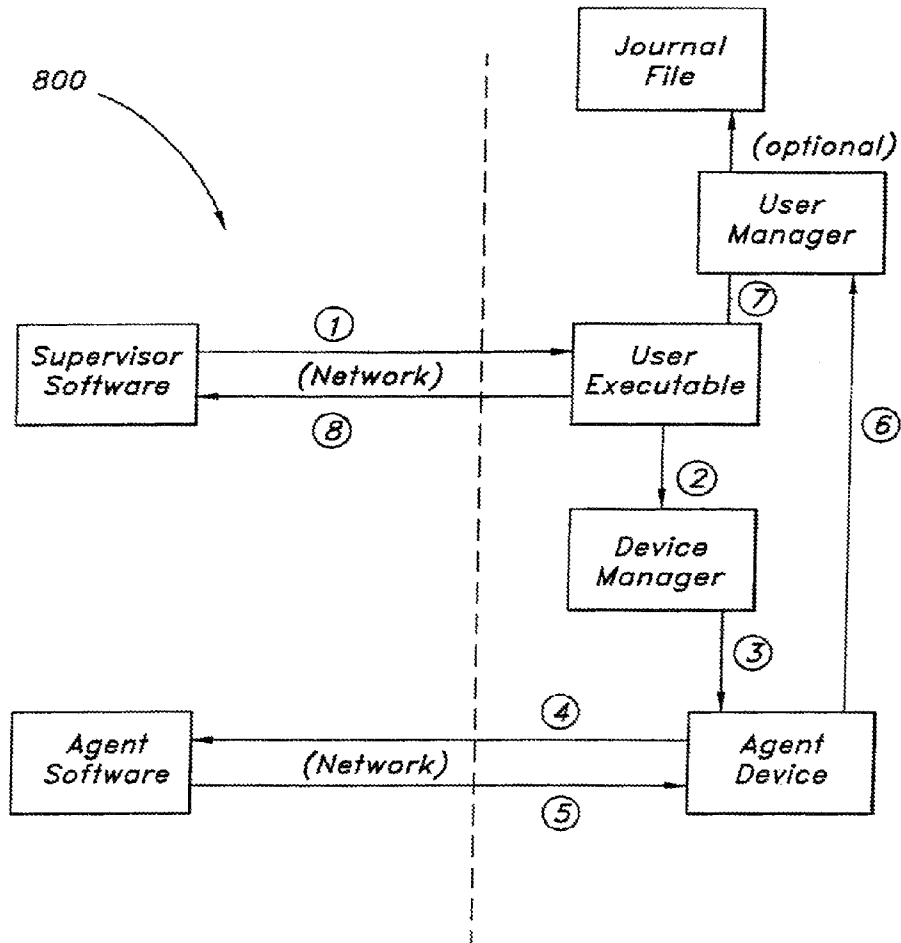 Journal
File
800
(optional)
User
Manager
7
1
Supervisor
Software
(Network)
User
Executable
8
6
2
Device
Manager
3
4
Agent
Software
(Network)
Agent
Device
5